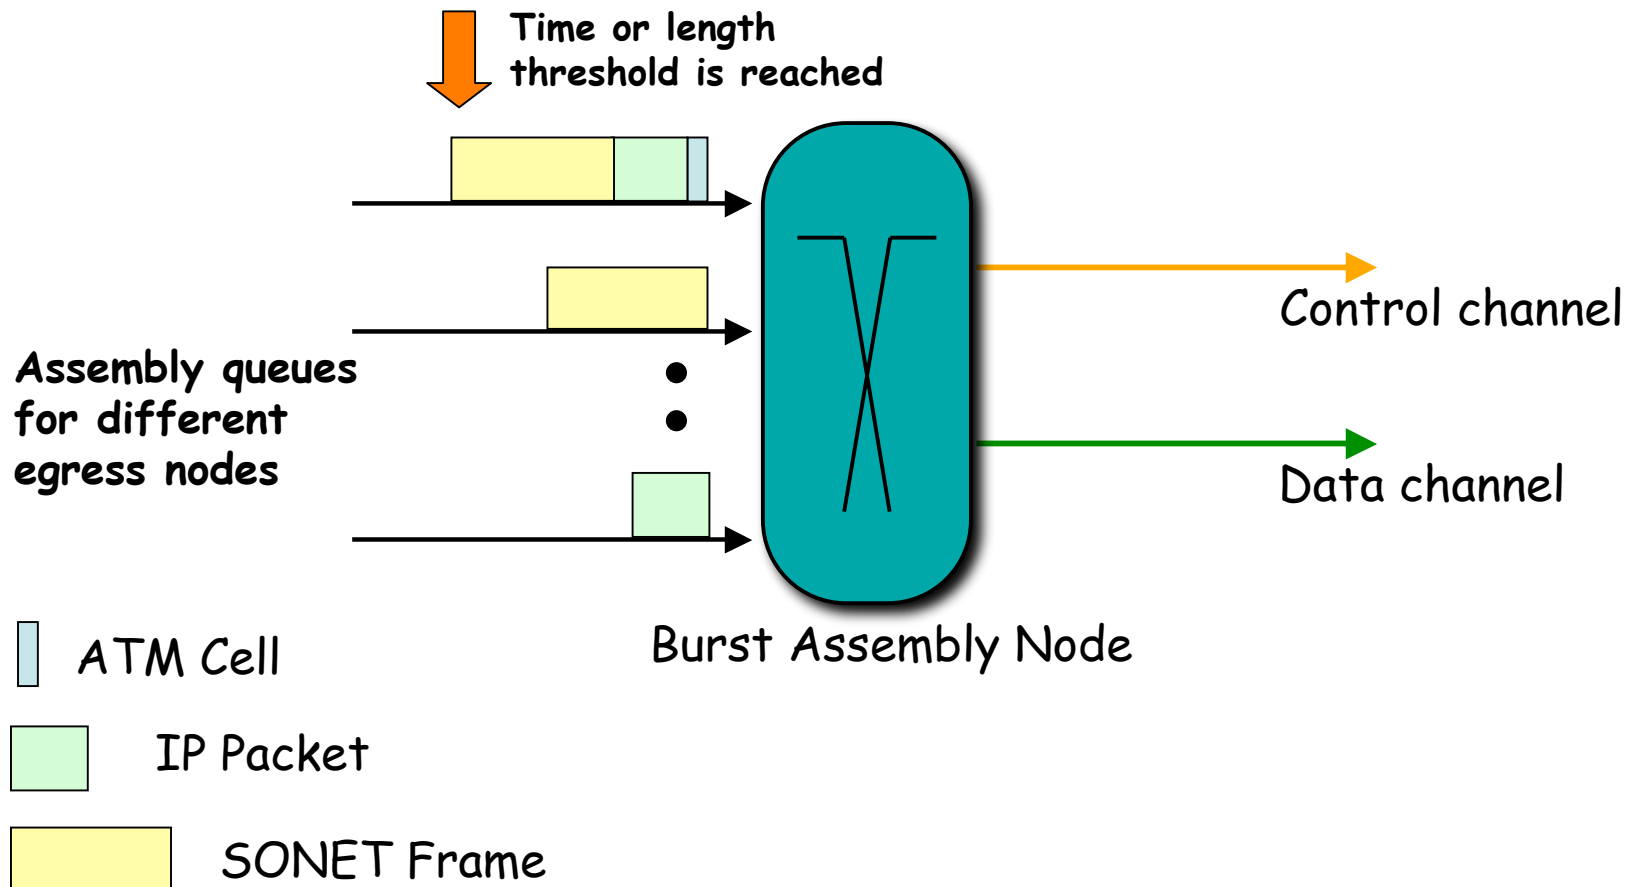 Time or length
threshold is reached
Control channel
Assembly queues
for different
egress nodes
Data channel
Burst Assembly Node
ATM Cell
IP Packet
SONET Frame